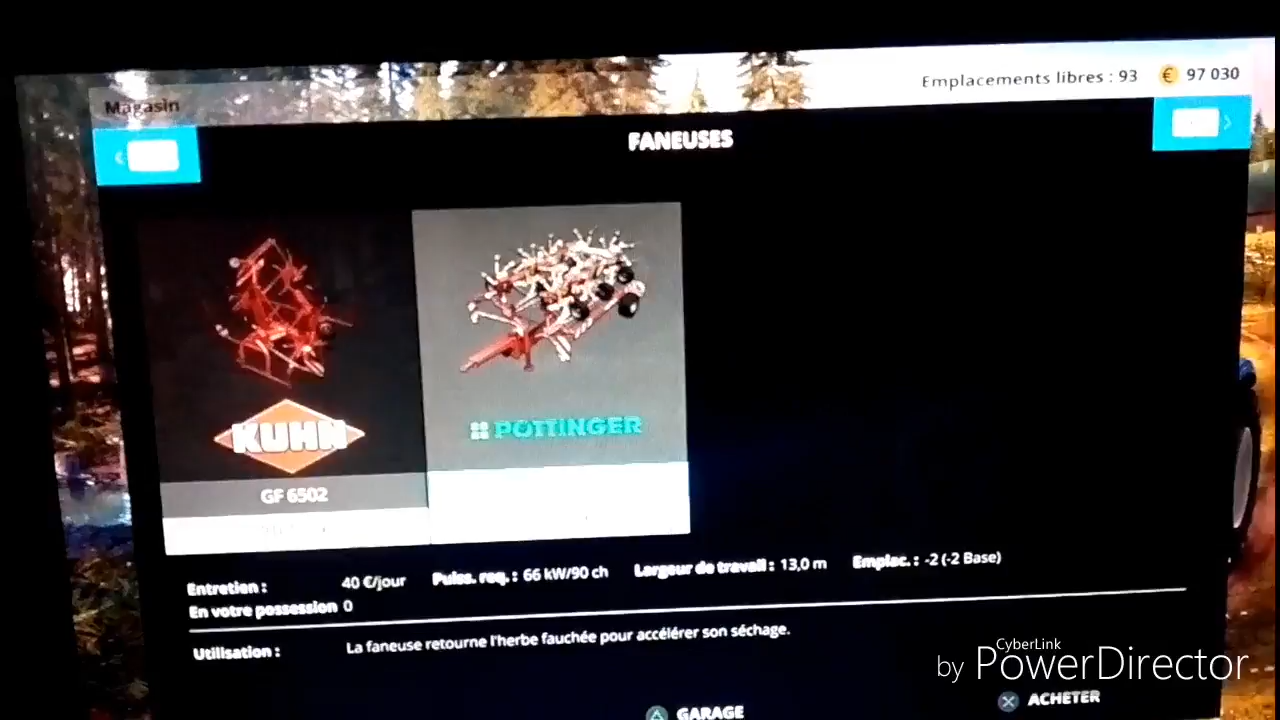 Magasin
Emplacements libres : 93 € 97 030
FANEUSES
KUHN
PÖTTINGER
GF 6502
Entretien : 40 €/jour Puiss. req. : 66 kW/90 ch Largeur de travail : 13,0 m Emplac. : -2 (-2 Base)
En votre possession 0
Utilisation : La faneuse retourne l'herbe fauchée pour accélérer son séchage.
CyberLink
by PowerDirector
GARAGE
ACHETER